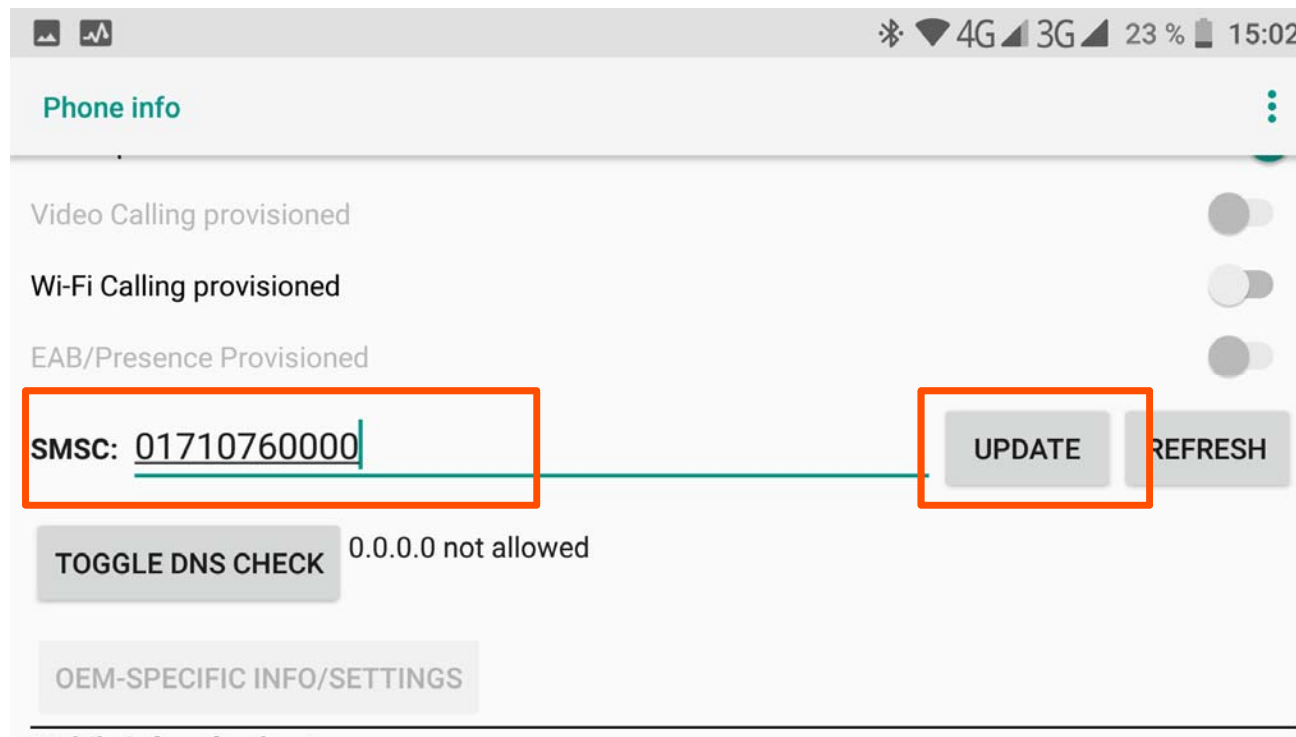 4G 3G 23 % 15:02
Phone info
Video Calling provisioned
Wi-Fi Calling provisioned
EAB/Presence Provisioned
SMSC: 01710760000 UPDATE REFRESH
TOGGLE DNS CHECK 0.0.0.0 not allowed
OEM-SPECIFIC INFO/SETTINGS